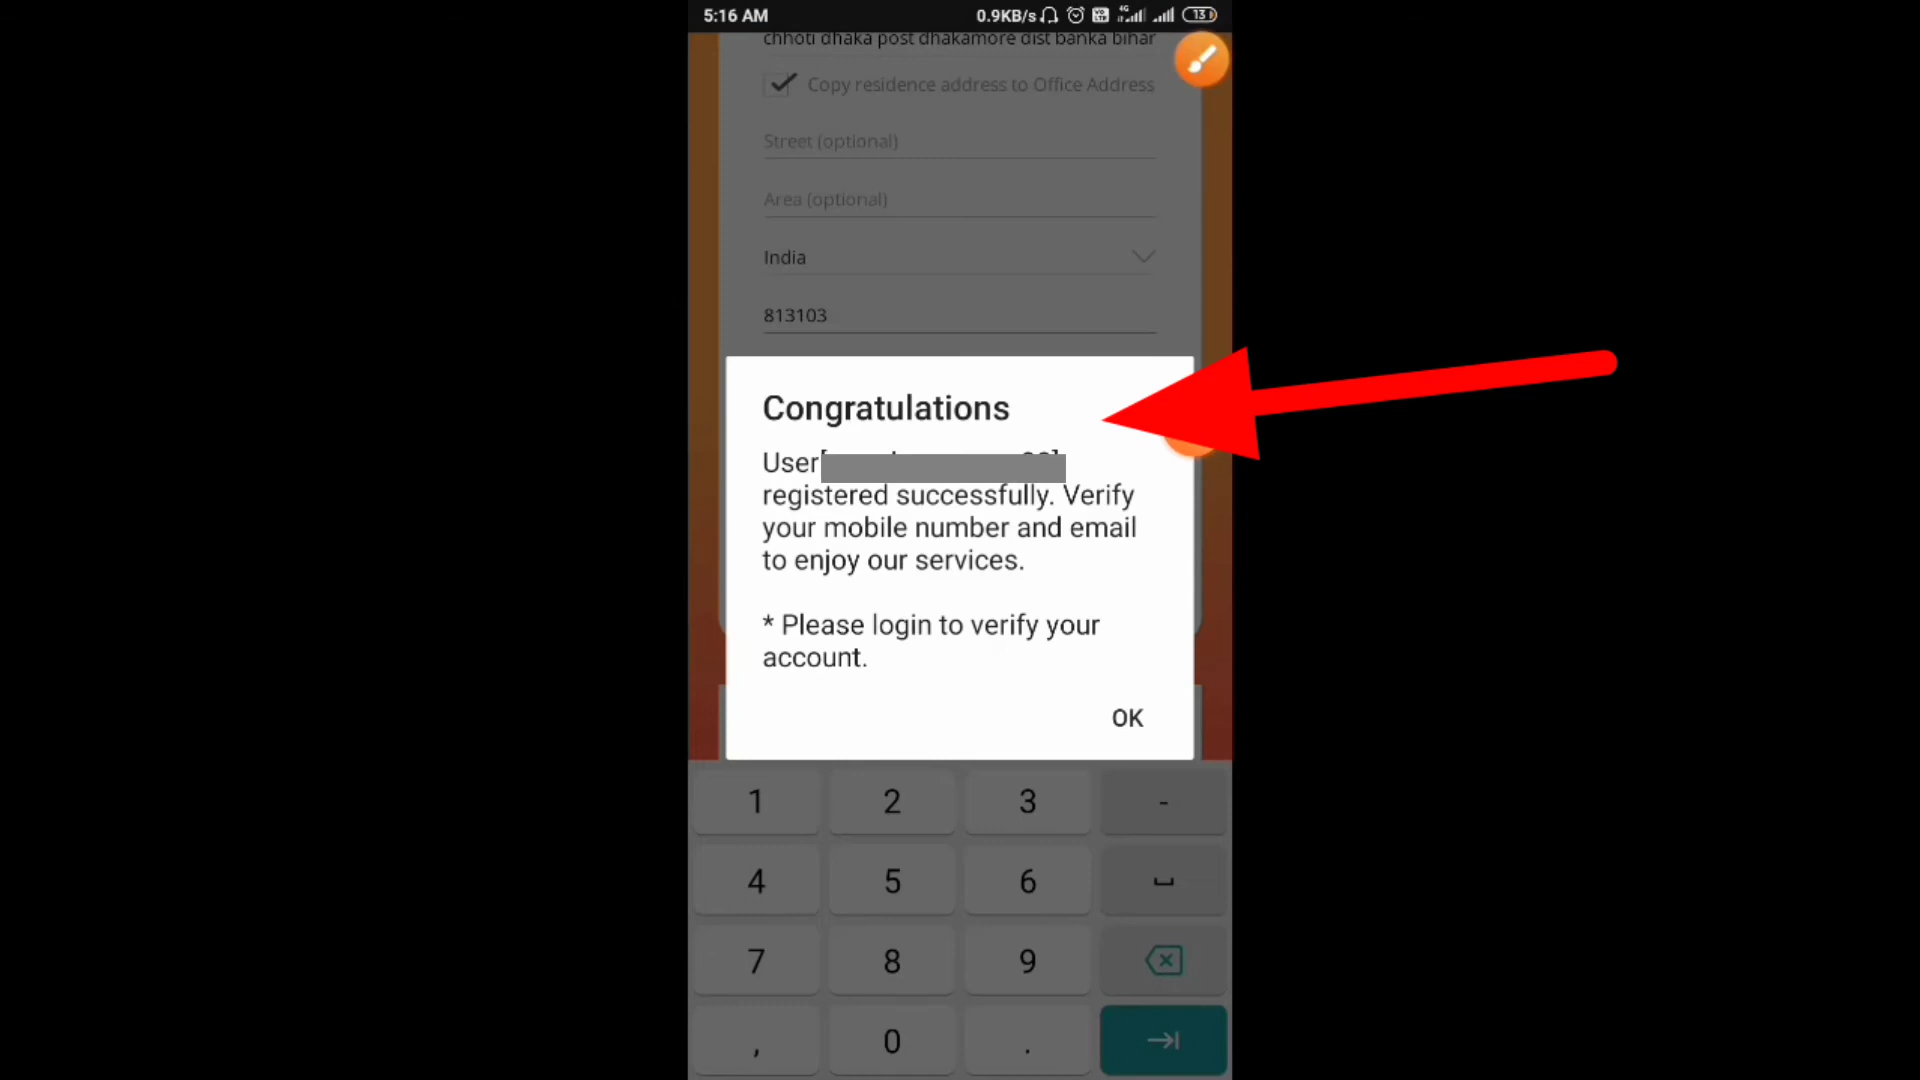 5:16 AM 0.9KB/s 4G 13
chhoti dhaka post dhakamore dist banka bihar
Copy residence address to Office Address
Street (optional)
Area (optional)
India
813103
Congratulations
User[
registered successfully. Verify
your mobile number and email
to enjoy our services.
* Please login to verify your
account.
OK
1 2 3 -
4 5 6
7 8 9
, 0 .